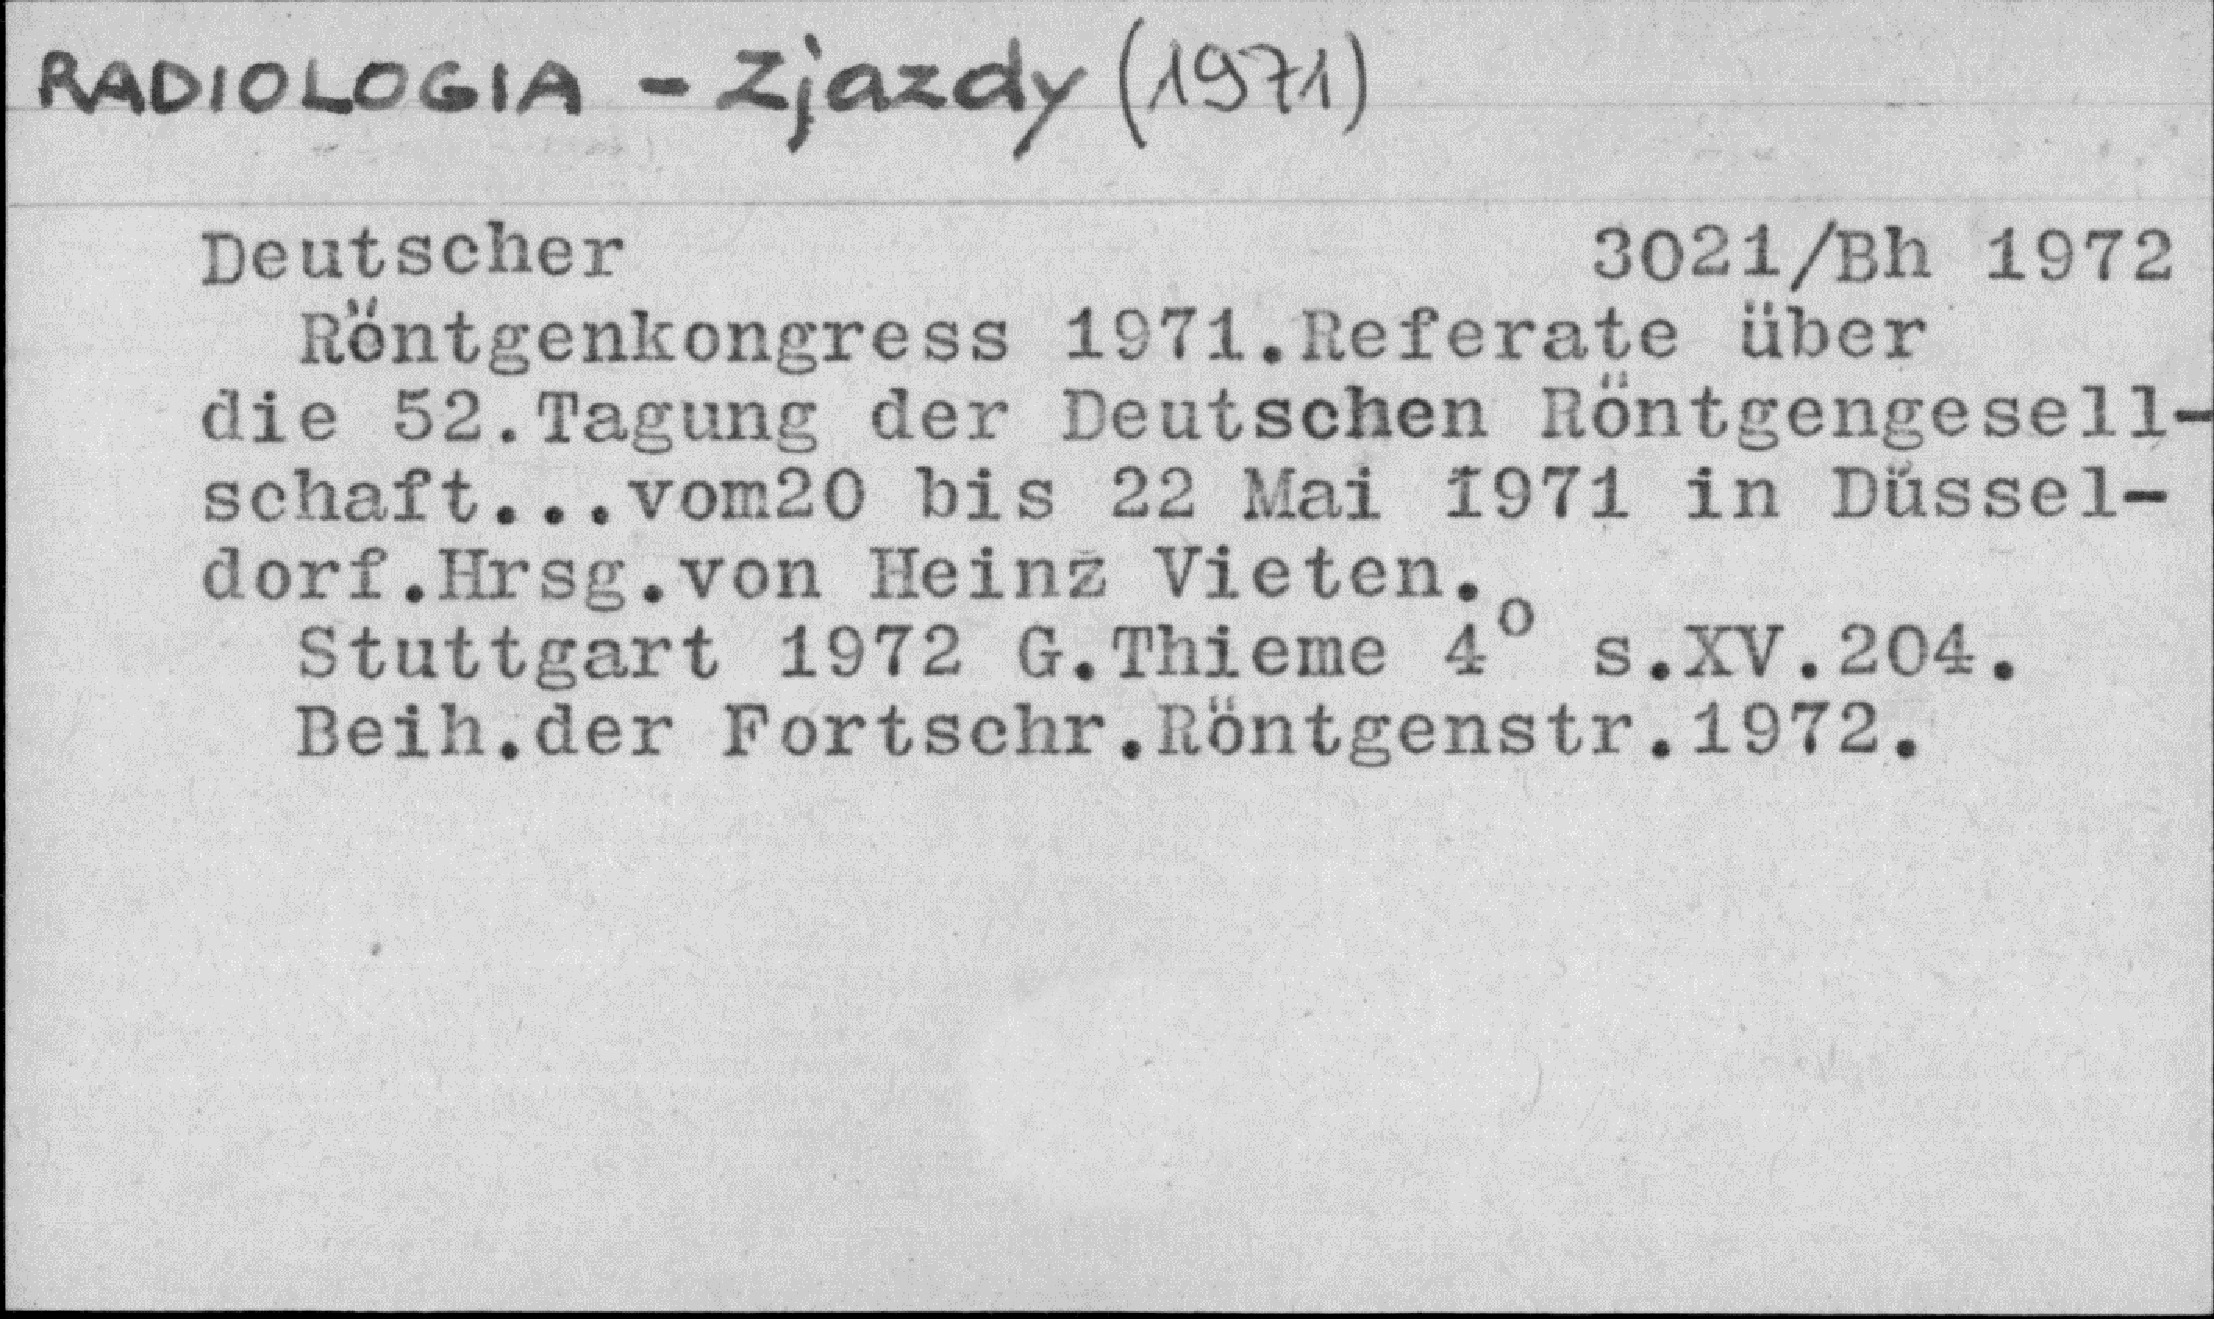 RADIOLOGIA - Zjazdy (1971)
Deutscher 3021/Bh 1972
Röntgenkongress 1971.Referate über
die 52.Tagung der Deutschen Röntgengesell-
schaft...vom20 bis 22 Mai 1971 in Düssel-
dorf.Hrsg.von Heinz Vieten.
Stuttgart 1972 G.Thieme 4° s.XV.204.
Beih.der Fortschr.Röntgenstr.1972.